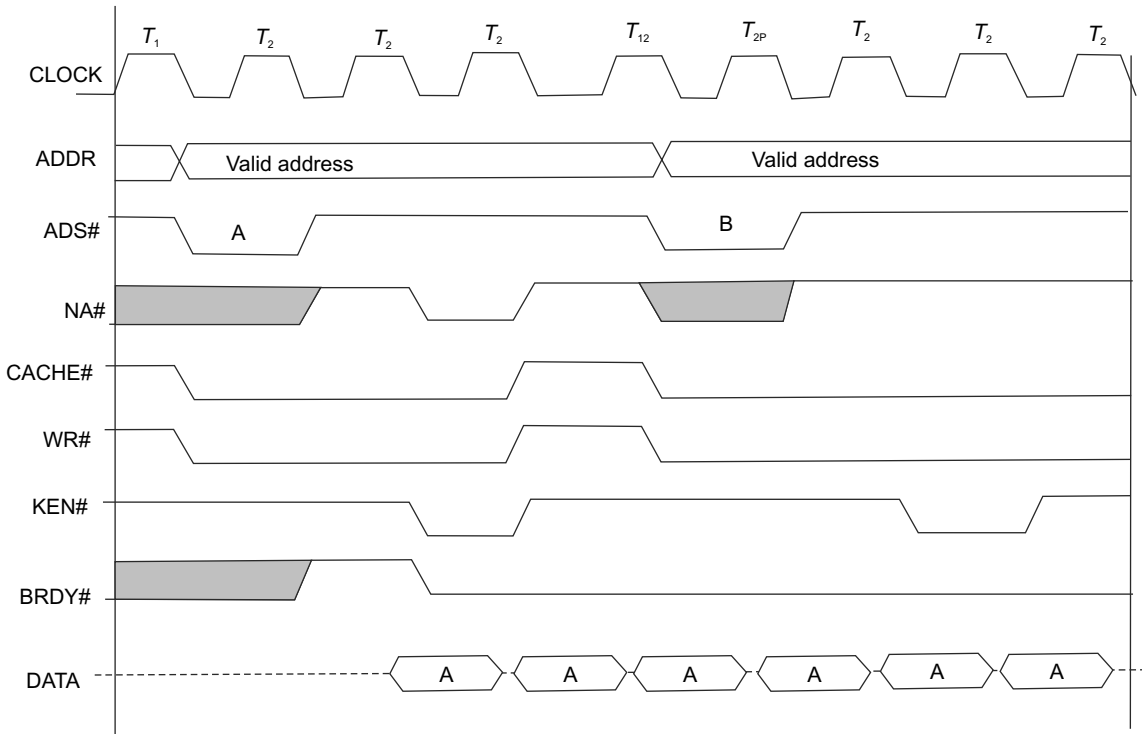 T1 T2 T2 T2 T12 T2P T2 T2 T2
CLOCK
ADDR Valid address Valid address
ADS# A B
NA#
CACHE#
WR#
KEN#
BRDY#
DATA A A A A A A